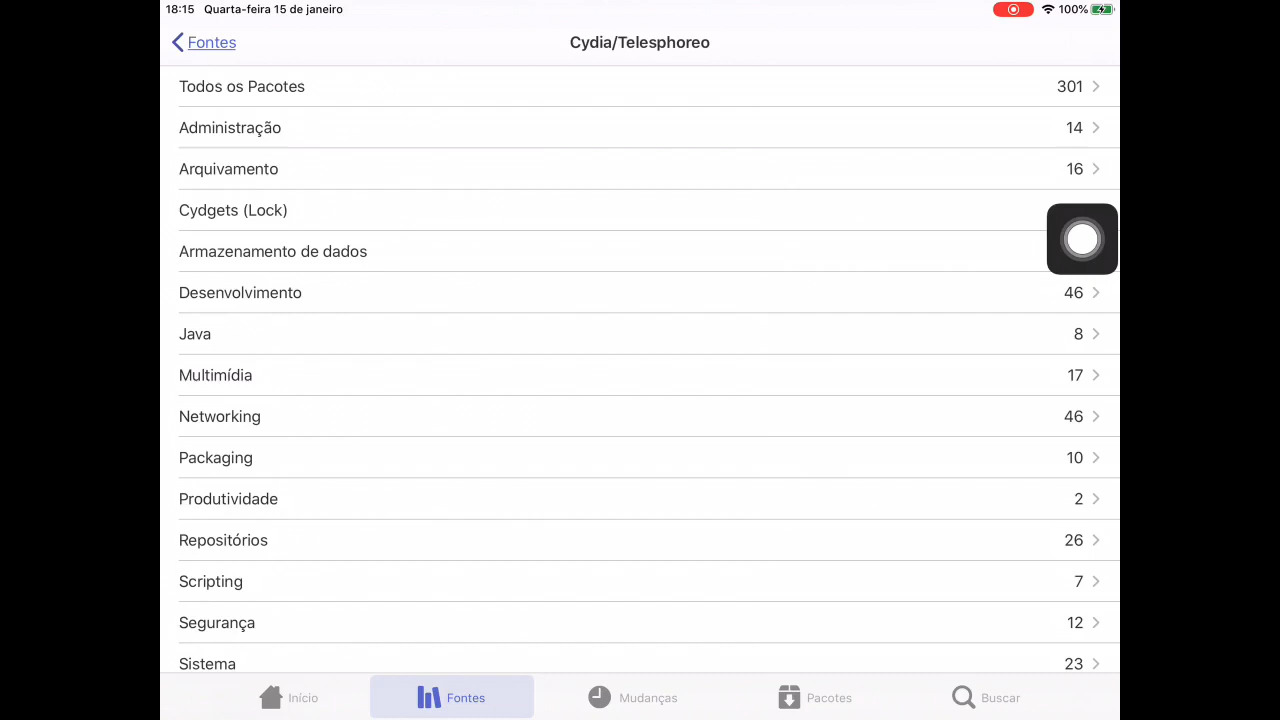 18:15 Quarta-feira 15 de janeiro 100%
Fontes Cydia/Telesphoreo
Todos os Pacotes 301
Administração 14
Arquivamento 16
Cydgets (Lock)
Armazenamento de dados
Desenvolvimento 46
Java 8
Multimídia 17
Networking 46
Packaging 10
Produtividade 2
Repositórios 26
Scripting 7
Segurança 12
Sistema 23
Início Fontes Mudanças Pacotes Buscar